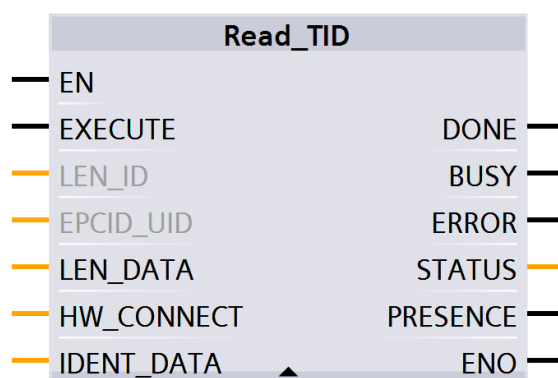 Read_TID
EN
EXECUTE DONE
LEN_ID BUSY
EPCID_UID ERROR
LEN_DATA STATUS
HW_CONNECT PRESENCE
IDENT_DATA ENO